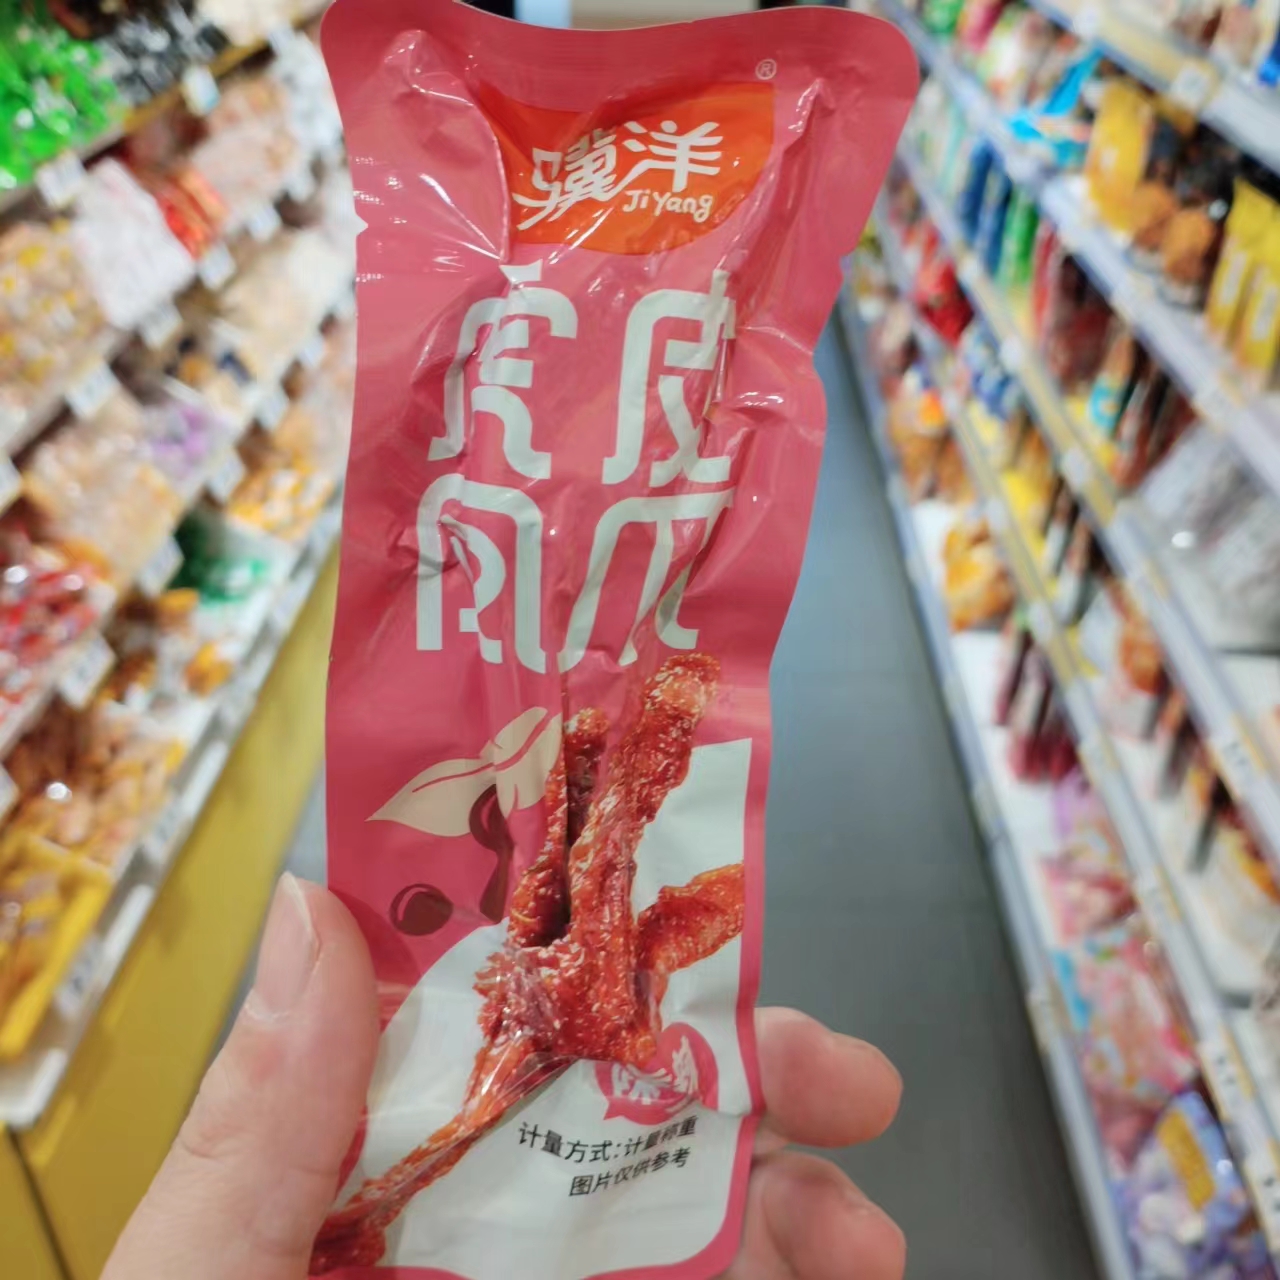 ®
骥洋
JiYang
虎皮
凤爪
计量方式:计量称重
图片仅供参考